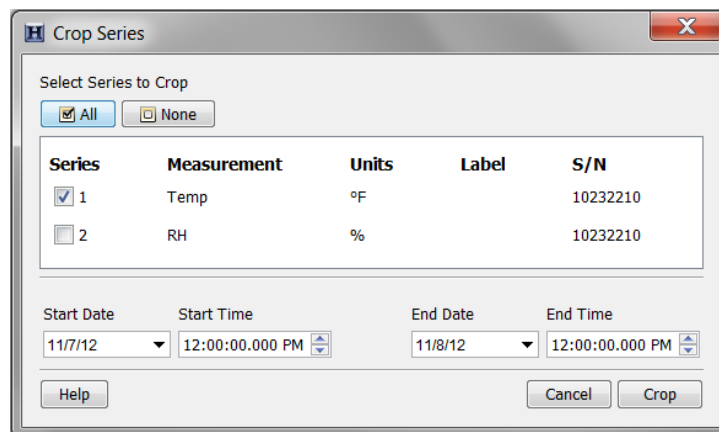 H Crop Series
Select Series to Crop
All None
Series Measurement Units Label S/N
1 Temp ºF 10232210
2 RH % 10232210
Start Date Start Time End Date End Time
11/7/12 12:00:00.000 PM 11/8/12 12:00:00.000 PM
Help Cancel Crop